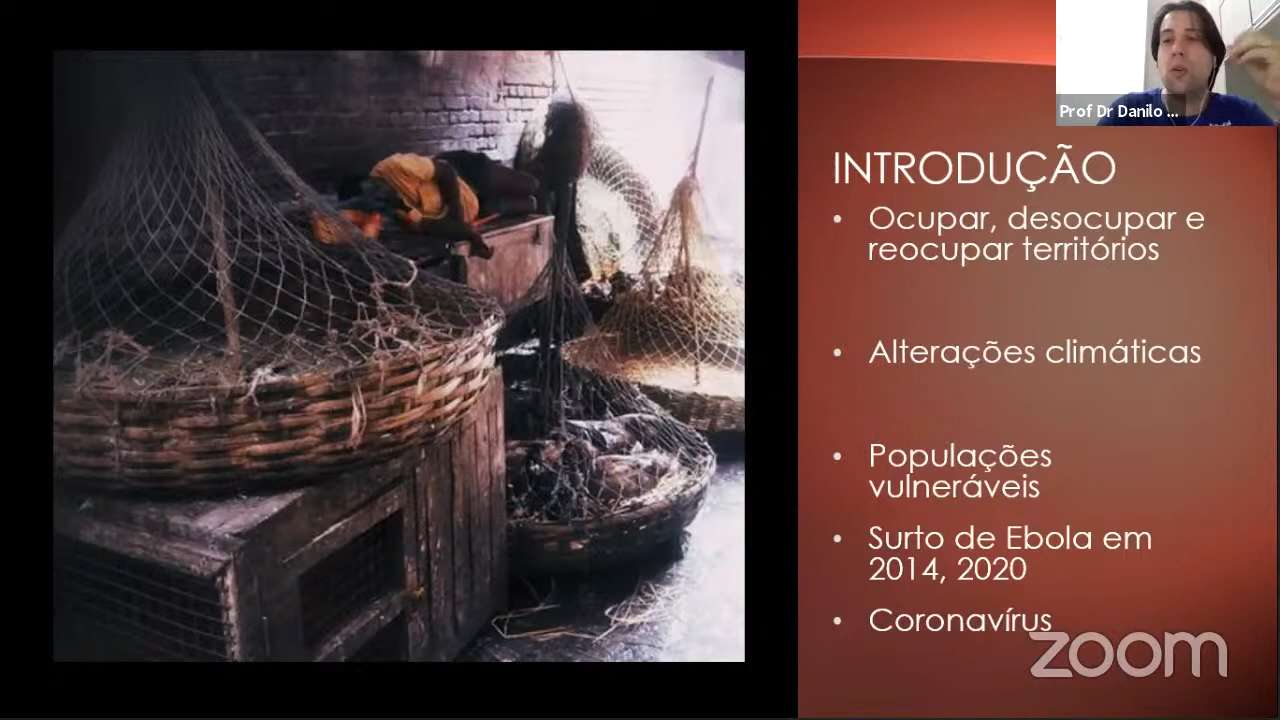 Prof Dr Danilo ...
INTRODUÇÃO
• Ocupar, desocupar e
reocupar territórios
• Alterações climáticas
• Populações
vulneráveis
• Surto de Ebola em
2014, 2020
• Coronavírus
zoom